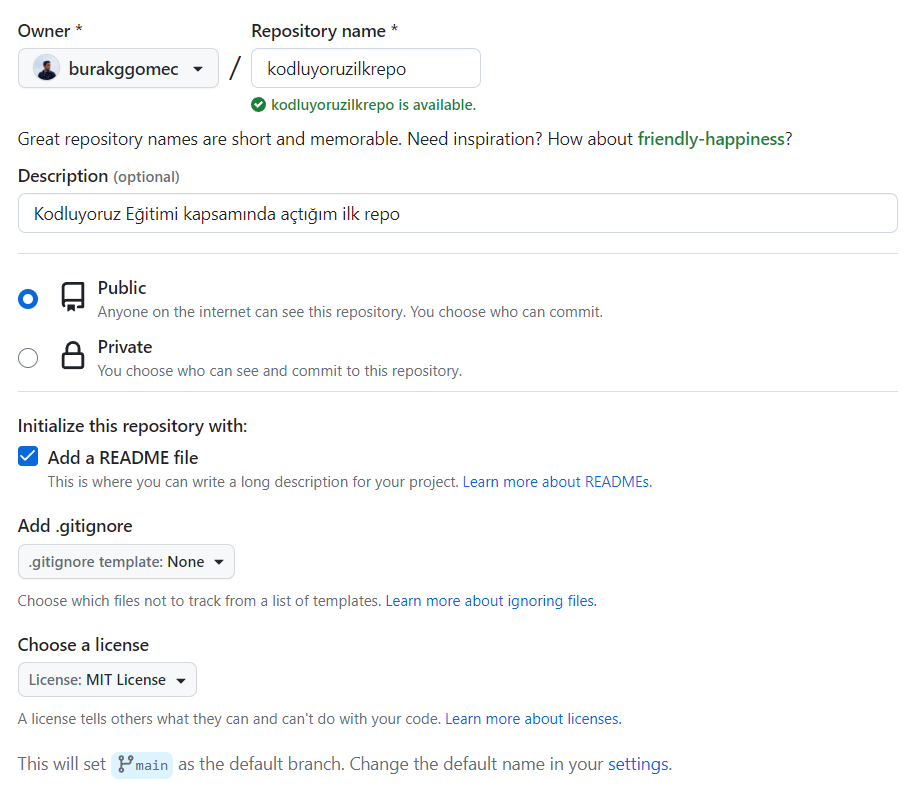 Owner * Repository name *
burakggomec / kodluyoruzilkrepo
kodluyoruzilkrepo is available.
Great repository names are short and memorable. Need inspiration? How about friendly-happiness?
Description (optional)
Kodluyoruz Eğitimi kapsamında açtığım ilk repo
Public
Anyone on the internet can see this repository. You choose who can commit.
Private
You choose who can see and commit to this repository.
Initialize this repository with:
Add a README file
This is where you can write a long description for your project. Learn more about READMEs.
Add .gitignore
.gitignore template: None
Choose which files not to track from a list of templates. Learn more about ignoring files.
Choose a license
License: MIT License
A license tells others what they can and can't do with your code. Learn more about licenses.
This will set main as the default branch. Change the default name in your settings.